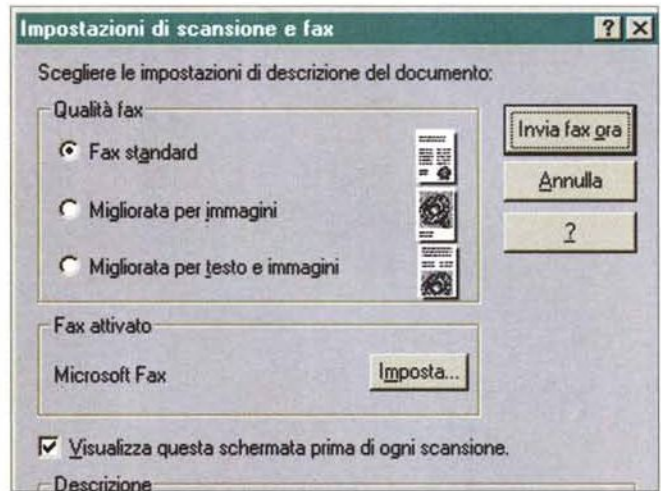 Impostazioni di scansione e fax
Scegliere le impostazioni di descrizione del documento:
Qualità fax
Fax standard
Migliorata per immagini
Migliorata per testo e immagini
Invia fax ora
Annulla
?
Fax attivato
Microsoft Fax
Imposta...
Visualizza questa schermata prima di ogni scansione.
Descrizione